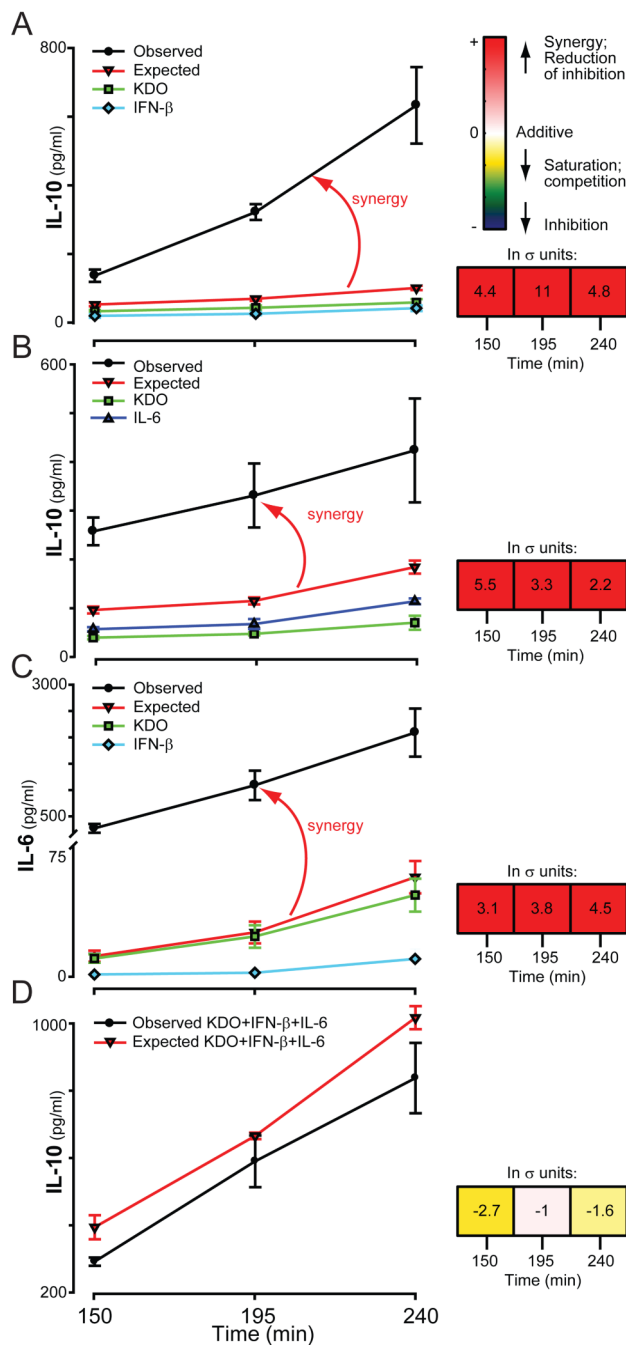 A
800
Observed
Expected
KDO
IFN-β
IL-10 (pg/ml)
synergy
0
+
0
-
Synergy;
Reduction
of inhibition
Additive
Saturation;
competition
Inhibition
In σ units:
4.4 11 4.8
150 195 240
Time (min)
B
600
Observed
Expected
KDO
IL-6
IL-10 (pg/ml)
synergy
0
In σ units:
5.5 3.3 2.2
150 195 240
Time (min)
C
3000
Observed
Expected
KDO
IFN-β
IL-6 (pg/ml)
500
synergy
75
0
In σ units:
3.1 3.8 4.5
150 195 240
Time (min)
D
1000
Observed KDO+IFN-β+IL-6
Expected KDO+IFN-β+IL-6
IL-10 (pg/ml)
200
150 195 240
Time (min)
In σ units:
-2.7 -1 -1.6
150 195 240
Time (min)